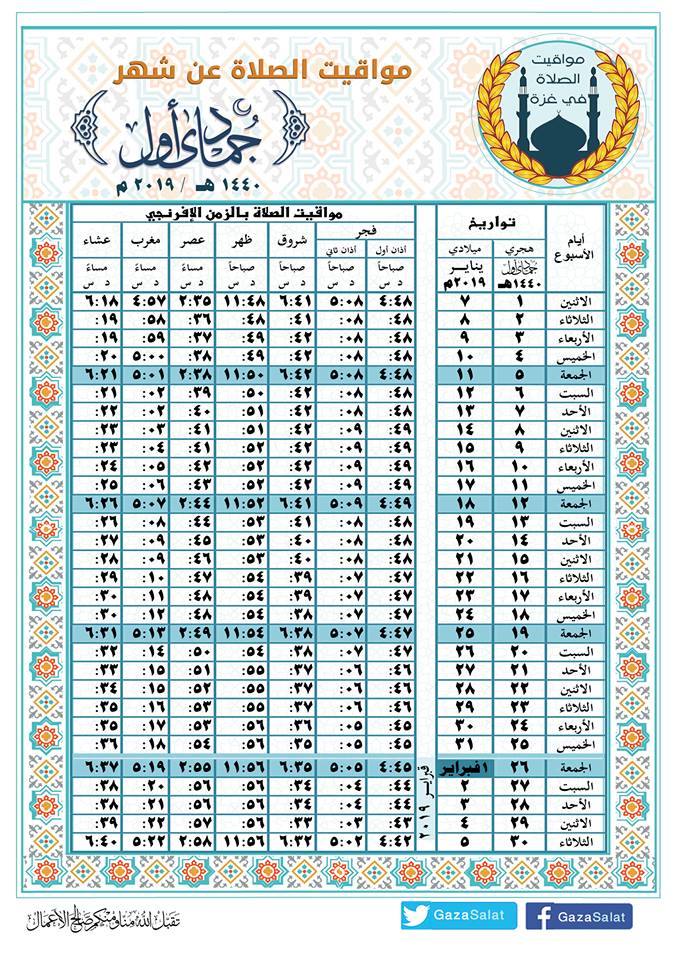 مواقيت الصلاة عن شهر
جُمادى أول
١٤٤٠ هـ / ٢٠١٩ م
مواقيت
الصلاة
في غزة
أيام الأسبوع تواريخ مواقيت الصلاة بالزمن الإفرنجي
هجري ميلادي فجر شروق ظهر عصر مغرب عشاء
جمادى أول يناير أذان أول أذان ثاني
١٤٤٠هـ ٢٠١٩م صباحاً صباحاً صباحاً صباحاً مساءً مساءً مساءً
د س د س د س د س د س د س د س
الاثنين ١ ٧ ٤:٤٨ ٥:٠٨ ٦:٤١ ١١:٤٨ ٢:٣٥ ٤:٥٧ ٦:١٨
الثلاثاء ٢ ٨ :٤٨ :٠٨ :٤١ :٤٨ :٣٦ :٥٨ :١٩
الأربعاء ٣ ٩ :٤٨ :٠٨ :٤٢ :٤٩ :٣٧ :٥٩ :١٩
الخميس ٤ ١٠ :٤٨ :٠٨ :٤٢ :٤٩ :٣٨ ٥:٠٠ :٢٠
الجمعة ٥ ١١ ٤:٤٨ ٥:٠٨ ٦:٤٢ ١١:٥٠ ٢:٣٨ ٥:٠١ ٦:٢١
السبت ٦ ١٢ :٤٨ :٠٨ :٤٢ :٥٠ :٣٩ :٠٢ :٢١
الأحد ٧ ١٣ :٤٨ :٠٨ :٤٢ :٥١ :٤٠ :٠٢ :٢٢
الاثنين ٨ ١٤ :٤٩ :٠٩ :٤٢ :٥١ :٤١ :٠٣ :٢٣
الثلاثاء ٩ ١٥ :٤٩ :٠٩ :٤٢ :٥٢ :٤١ :٠٤ :٢٣
الأربعاء ١٠ ١٦ :٤٩ :٠٩ :٤٢ :٥٢ :٤٢ :٠٥ :٢٤
الخميس ١١ ١٧ :٤٩ :٠٩ :٤١ :٥٢ :٤٣ :٠٦ :٢٥
الجمعة ١٢ ١٨ ٤:٤٩ ٥:٠٩ ٦:٤١ ١١:٥٢ ٢:٤٤ ٥:٠٧ ٦:٢٦
السبت ١٣ ١٩ :٤٨ :٠٨ :٤١ :٥٣ :٤٤ :٠٨ :٢٦
الأحد ١٤ ٢٠ :٤٨ :٠٨ :٤٠ :٥٣ :٤٥ :٠٩ :٢٧
الاثنين ١٥ ٢١ :٤٨ :٠٨ :٤٠ :٥٣ :٤٦ :٠٩ :٢٨
الثلاثاء ١٦ ٢٢ :٤٧ :٠٧ :٣٩ :٥٤ :٤٧ :١٠ :٢٩
الأربعاء ١٧ ٢٣ :٤٧ :٠٧ :٣٩ :٥٤ :٤٨ :١١ :٣٠
الخميس ١٨ ٢٤ :٤٧ :٠٧ :٣٨ :٥٤ :٤٨ :١٢ :٣٠
الجمعة ١٩ ٢٥ ٤:٤٧ ٥:٠٧ ٦:٣٨ ١١:٥٤ ٢:٤٩ ٥:١٣ ٦:٣١
السبت ٢٠ ٢٦ :٤٧ :٠٧ :٣٨ :٥٤ :٥٠ :١٤ :٣٢
الأحد ٢١ ٢٧ :٤٦ :٠٦ :٣٧ :٥٥ :٥١ :١٥ :٣٣
الاثنين ٢٢ ٢٨ :٤٦ :٠٦ :٣٧ :٥٥ :٥٢ :١٥ :٣٤
الثلاثاء ٢٣ ٢٩ :٤٦ :٠٦ :٣٧ :٥٥ :٥٣ :١٦ :٣٥
الأربعاء ٢٤ ٣٠ :٤٥ :٠٥ :٣٦ :٥٦ :٥٣ :١٧ :٣٥
الخميس ٢٥ ٣١ :٤٥ :٠٥ :٣٥ :٥٦ :٥٤ :١٨ :٣٦
الجمعة ٢٦ ١ فبراير ٤:٤٥ ٥:٠٥ ٦:٣٥ ١١:٥٦ ٢:٥٥ ٥:١٩ ٦:٣٧
السبت ٢٧ ٢ :٤٤ :٠٤ :٣٤ :٥٦ :٥٦ :٢٠ :٣٨
الأحد ٢٨ ٣ :٤٤ :٠٤ :٣٤ :٥٦ :٥٦ :٢١ :٣٨
الاثنين ٢٩ ٤ :٤٣ :٠٣ :٣٣ :٥٦ :٥٧ :٢٢ :٣٩
الثلاثاء ٣٠ ٥ ٤:٤٢ ٥:٠٢ ٦:٣٢ ١١:٥٦ ٢:٥٨ ٥:٢٢ ٦:٤٠
فبراير ٢٠١٩
GazaSalat
GazaSalat
تقبل الله منا ومنكم صالح الأعمال